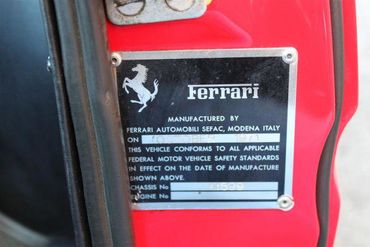 Ferrari
MANUFACTURED BY
FERRARI AUTOMOBILI SEFAC, MODENA ITALY
ON
THIS VEHICLE CONFORMS TO ALL APPLICABLE
FEDERAL MOTOR VEHICLE SAFETY STANDARDS
IN EFFECT ON THE DATE OF MANUFACTURE
SHOWN ABOVE.
CHASSIS No
ENGINE No